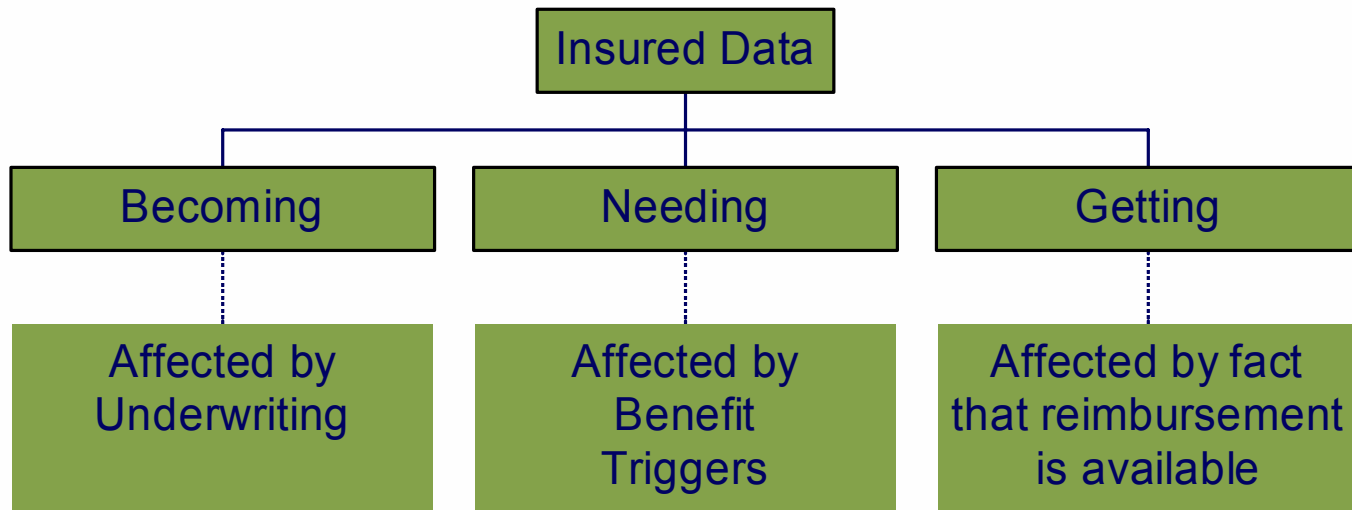 Insured Data
Becoming
Needing
Getting
Affected by
Underwriting
Affected by
Benefit
Triggers
Affected by fact
that reimbursement
is available